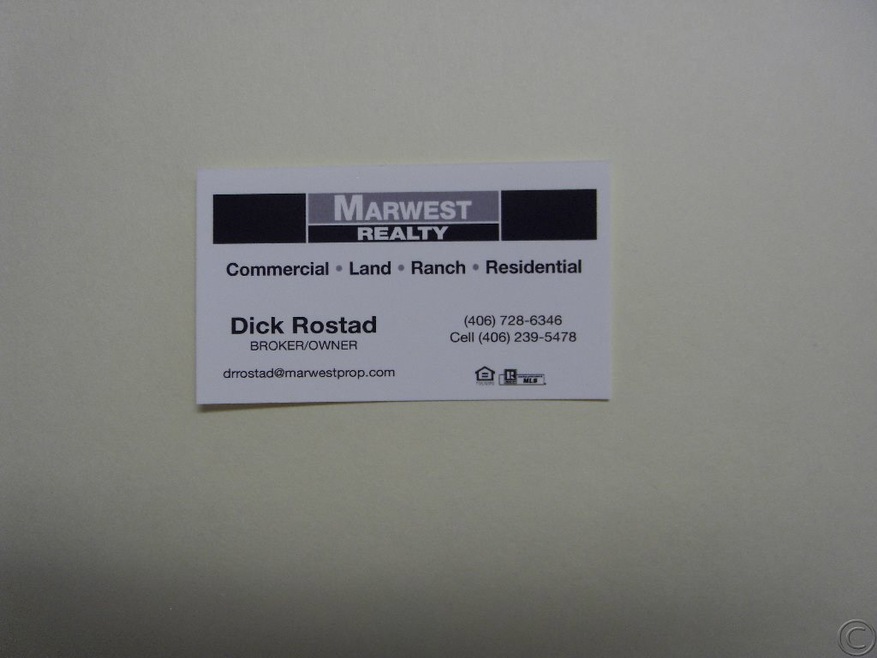 MARWEST
REALTY
Commercial • Land • Ranch • Residential
Dick Rostad
BROKER/OWNER
(406) 728-6346
Cell (406) 239-5478
drrostad@marwestprop.com
R MLS
©